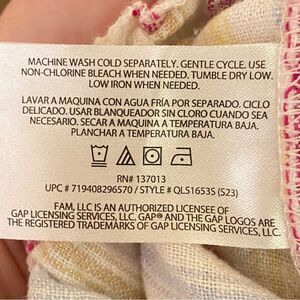 MACHINE WASH COLD SEPARATELY. GENTLE CYCLE. USE
NON-CHLORINE BLEACH WHEN NEEDED. TUMBLE DRY LOW.
LOW IRON WHEN NEEDED.
LAVAR A MAQUINA CON AGUA FRÍA POR SEPARADO. CICLO
DELICADO. USAR BLANQUEADOR SIN CLORO CUANDO SEA
NECESARIO. SECAR A MAQUINA A TEMPERATURA BAJA.
PLANCHAR A TEMPERATURA BAJA.
RN# 137013
UPC # 719408296570 / STYLE # QLS1653S (S23)
FAM, LLC IS AN AUTHORIZED LICENSEE OF
GAP LICENSING SERVICES, LLC. GAP® AND THE GAP LOGOS ARE
THE REGISTERED TRADEMARKS OF GAP LICENSING SERVICES, LLC.